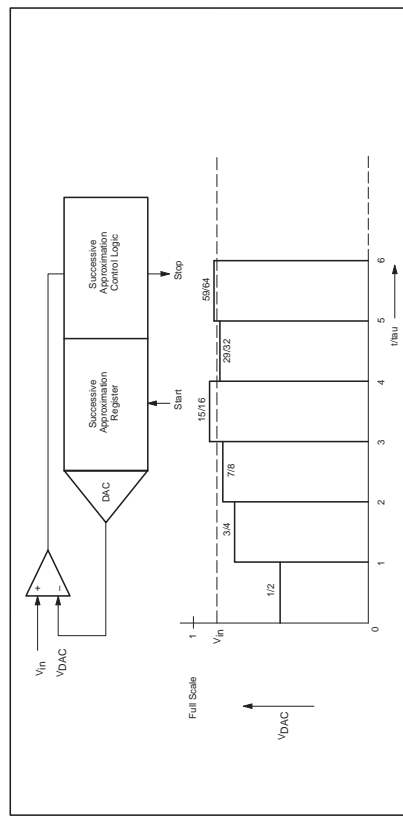 Vin
VDAC
+
−
DAC
Successive
Approximation
Register
Successive
Approximation
Control Logic
Start
Stop
Full Scale
1
Vin
VDAC
1/2
3/4
7/8
15/16
29/32
59/64
0
1
2
3
4
5
6
t/tau